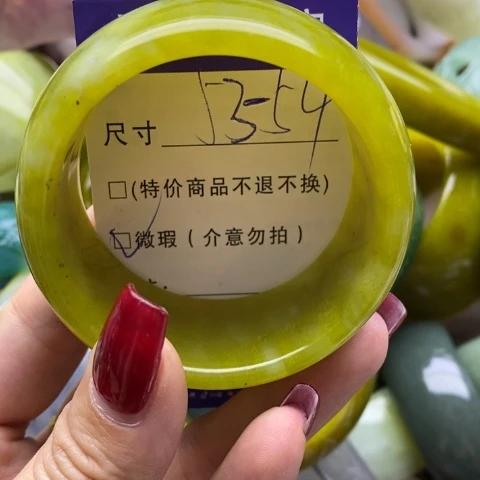 尺寸 53-54
□(特价商品不退不换)
☑微瑕(介意勿拍)